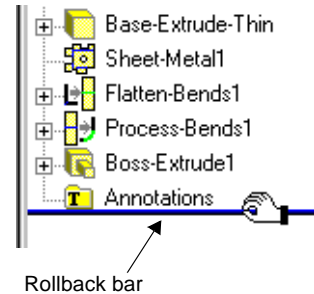 Base-Extrude-Thin
Sheet-Metal1
Flatten-Bends1
Process-Bends1
Boss-Extrude1
T Annotations
Rollback bar